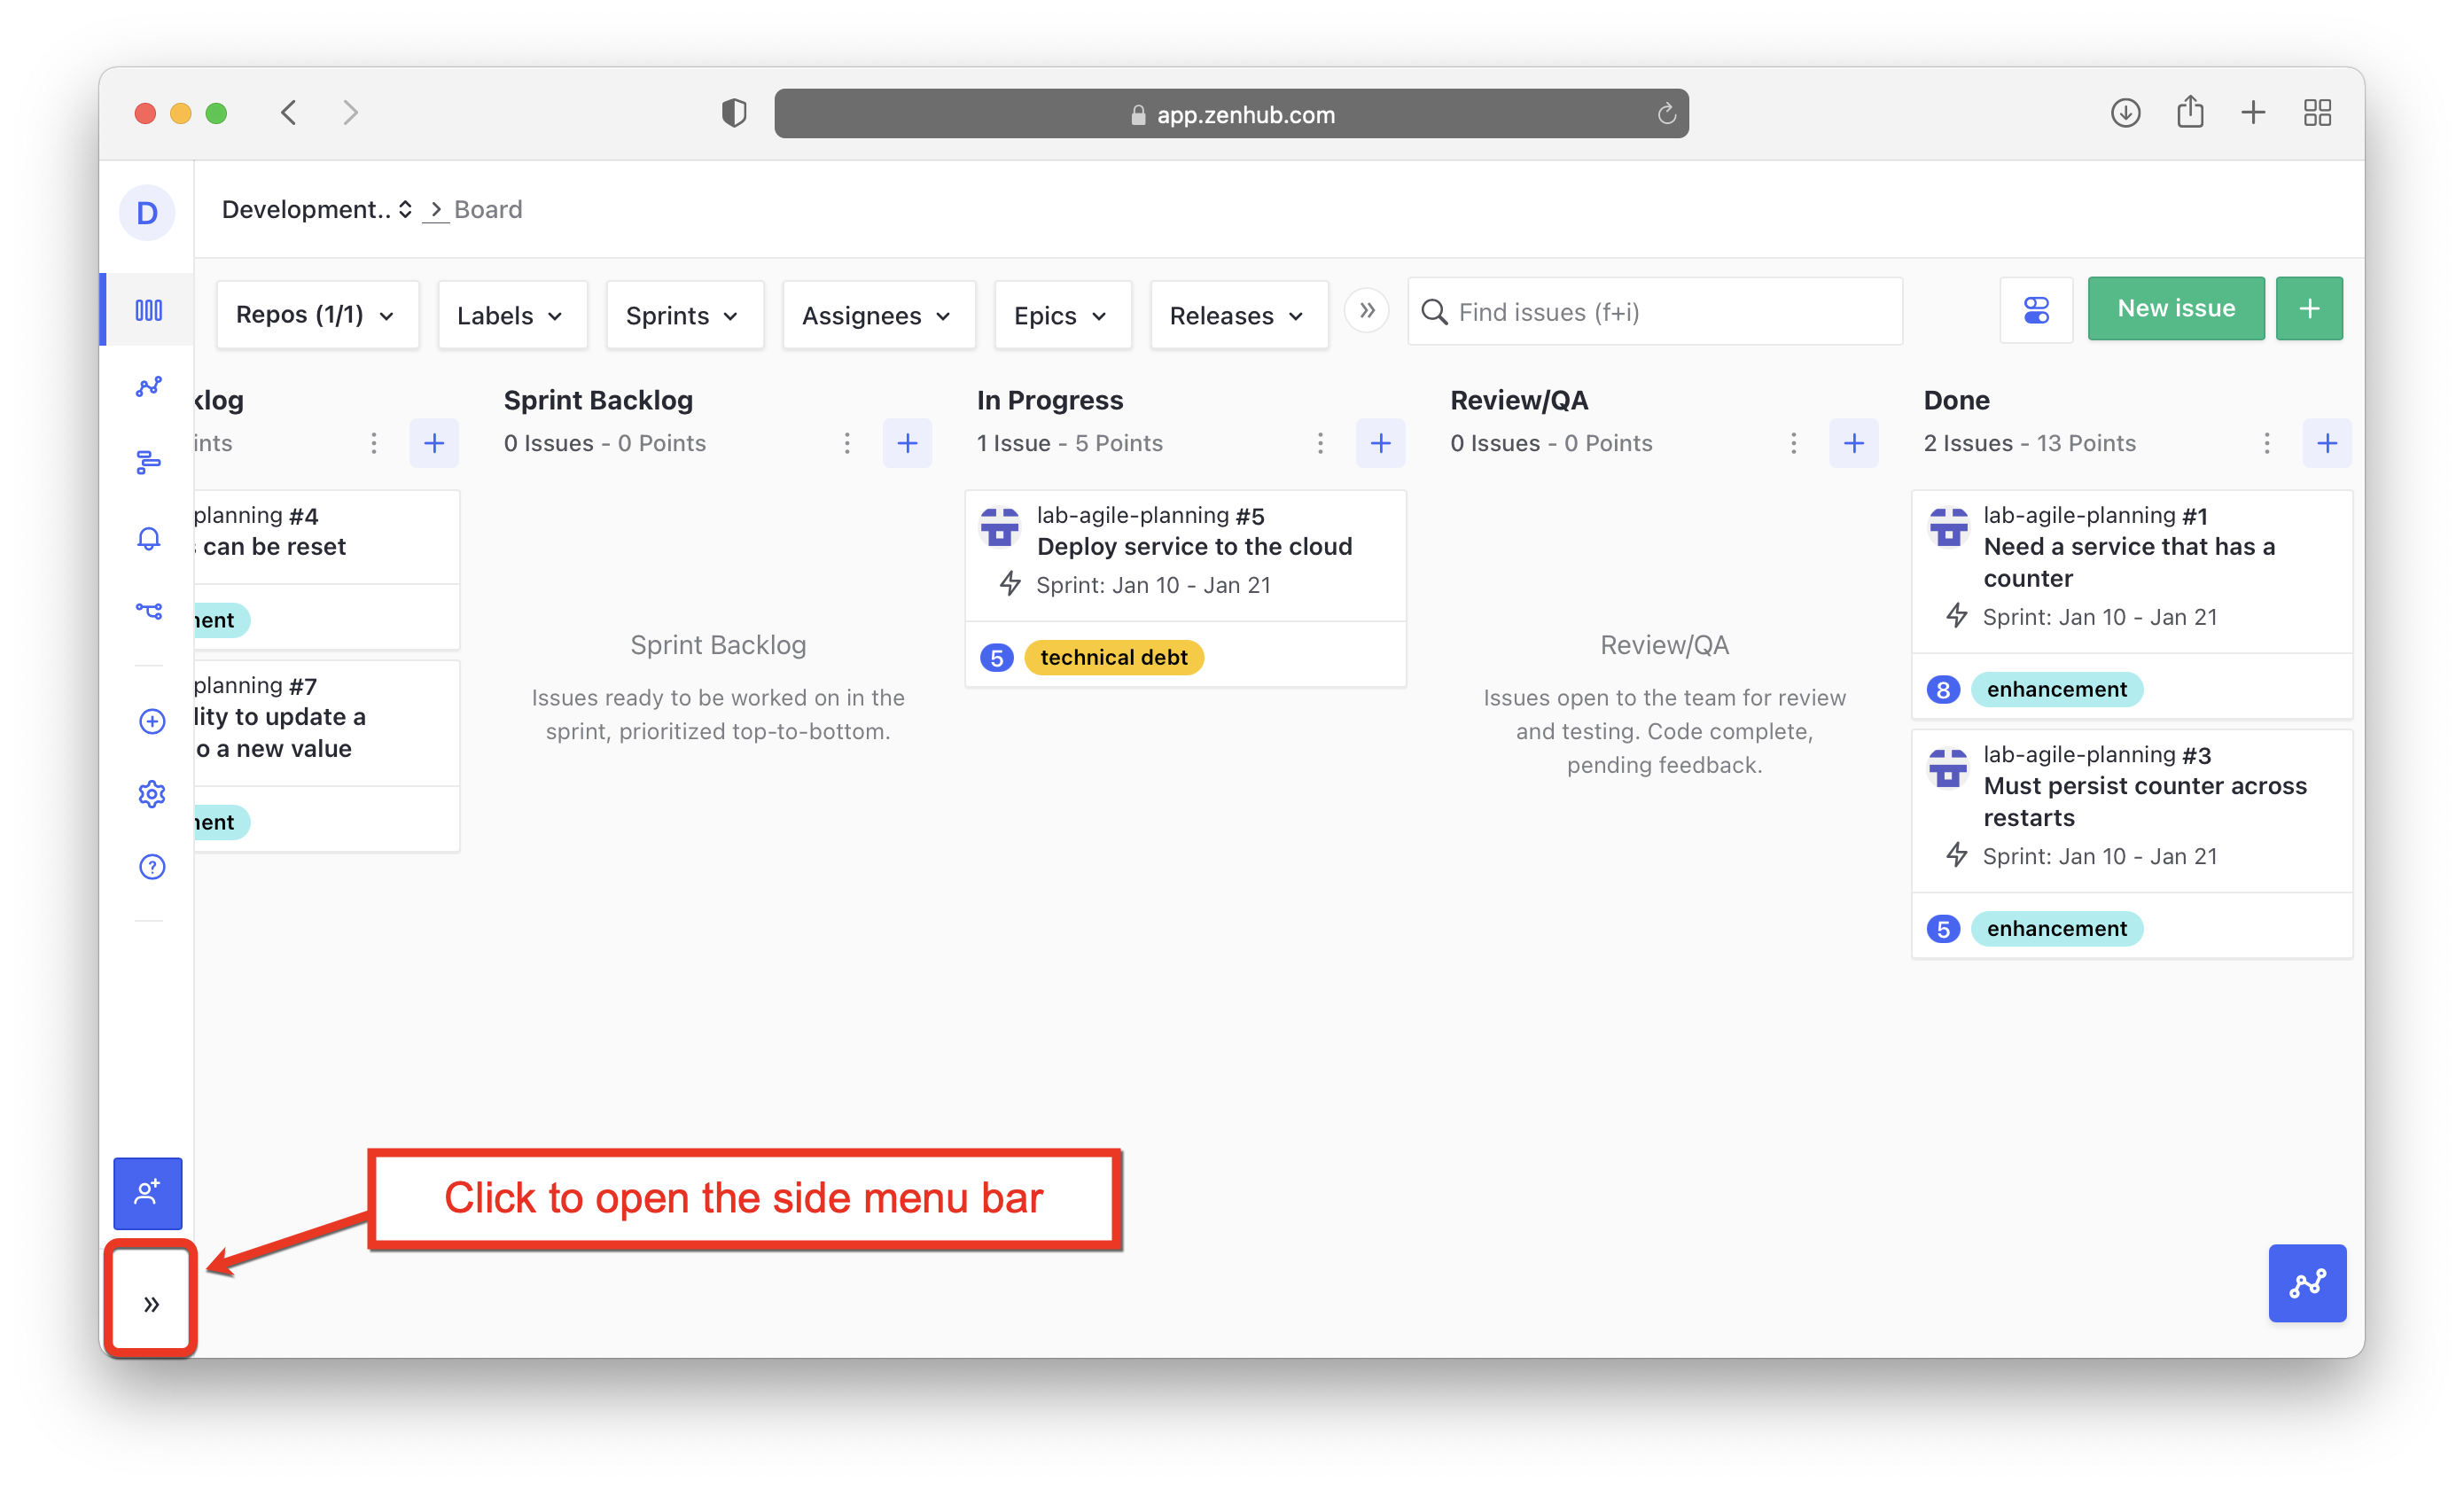 app.zenhub.com
D
Development.. > Board
Repos (1/1)
Labels
Sprints
Assignees
Epics
Releases
Find issues (f+i)
New issue
klog
ints
planning #4
can be reset
nent
planning #7
lity to update a
o a new value
nent
Sprint Backlog
0 Issues - 0 Points
Sprint Backlog
Issues ready to be worked on in the
sprint, prioritized top-to-bottom.
In Progress
1 Issue - 5 Points
lab-agile-planning #5
Deploy service to the cloud
Sprint: Jan 10 - Jan 21
5 technical debt
Review/QA
0 Issues - 0 Points
Review/QA
Issues open to the team for review
and testing. Code complete,
pending feedback.
Done
2 Issues - 13 Points
lab-agile-planning #1
Need a service that has a
counter
Sprint: Jan 10 - Jan 21
8 enhancement
lab-agile-planning #3
Must persist counter across
restarts
Sprint: Jan 10 - Jan 21
5 enhancement
Click to open the side menu bar